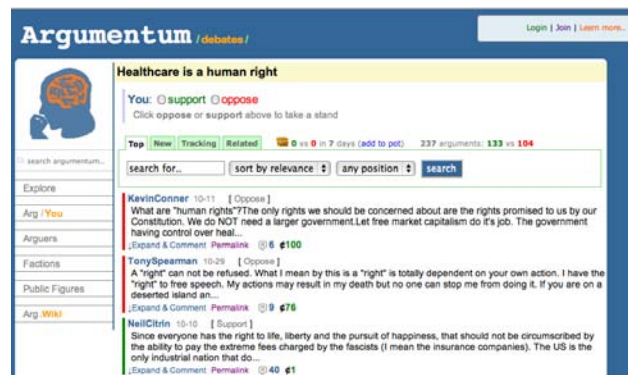 Argumentum /debates/
Login | Join | Learn more..
Healthcare is a human right
You: support oppose
Click oppose or support above to take a stand
Top New Tracking Related 0 vs 0 in 7 days (add to pot) 237 arguments: 133 vs 104
search argumentum..
search for.. sort by relevance any position search
Explore
Arg /You
Arguers
Factions
Public Figures
Arg.Wiki
KevinConner 10-11 [ Oppose ]
What are "human rights"?The only rights we should be concerned about are the rights promised to us by our
Constitution. We do NOT need a larger government.Let free market capitalism do it's job. The government
having control over heal...
↓Expand & Comment Permalink 6 ¢100
TonySpearman 10-29 [ Oppose ]
A "right" can not be refused. What I mean by this is a "right" is totally dependent on your own action. I have the
"right" to free speech. My actions may result in my death but no one can stop me from doing it. If you are on a
deserted island an...
↓Expand & Comment Permalink 9 ¢76
NeilCitrin 10-10 [ Support ]
Since everyone has the right to life, liberty and the pursuit of happiness, that should not be circumscribed by
the ability to pay the extreme fees charged by the fascists (I mean the insurance companies). The US is the
only industrial nation that do...
↓Expand & Comment Permalink 40 ¢1